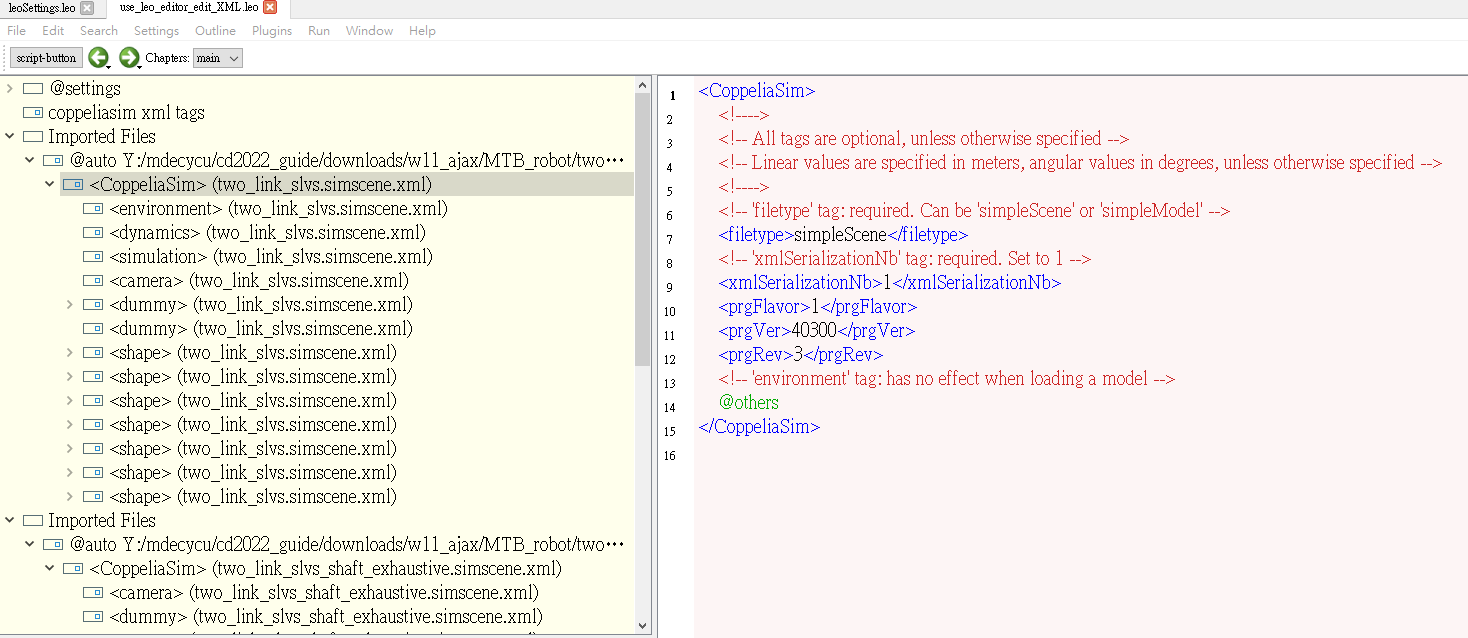 leoSettings.leo
use_leo_editor_edit_XML.leo
File Edit Search Settings Outline Plugins Run Window Help
script-button Chapters: main
@settings
coppeliasim xml tags
Imported Files
@auto Y:/mdecycu/cd2022_guide/downloads/w11_ajax/MTB_robot/two···
<CoppeliaSim> (two_link_slvs.simscene.xml)
<environment> (two_link_slvs.simscene.xml)
<dynamics> (two_link_slvs.simscene.xml)
<simulation> (two_link_slvs.simscene.xml)
<camera> (two_link_slvs.simscene.xml)
<dummy> (two_link_slvs.simscene.xml)
<dummy> (two_link_slvs.simscene.xml)
<shape> (two_link_slvs.simscene.xml)
<shape> (two_link_slvs.simscene.xml)
<shape> (two_link_slvs.simscene.xml)
<shape> (two_link_slvs.simscene.xml)
<shape> (two_link_slvs.simscene.xml)
<shape> (two_link_slvs.simscene.xml)
<shape> (two_link_slvs.simscene.xml)
Imported Files
@auto Y:/mdecycu/cd2022_guide/downloads/w11_ajax/MTB_robot/two···
<CoppeliaSim> (two_link_slvs_shaft_exhaustive.simscene.xml)
<camera> (two_link_slvs_shaft_exhaustive.simscene.xml)
<dummy> (two_link_slvs_shaft_exhaustive.simscene.xml)
1 <CoppeliaSim>
2 <!---->
3 <!-- All tags are optional, unless otherwise specified -->
4 <!-- Linear values are specified in meters, angular values in degrees, unless otherwise specified -->
5 <!---->
6 <!-- 'filetype' tag: required. Can be 'simpleScene' or 'simpleModel' -->
7 <filetype>simpleScene</filetype>
8 <!-- 'xmlSerializationNb' tag: required. Set to 1 -->
9 <xmlSerializationNb>1</xmlSerializationNb>
10 <prgFlavor>1</prgFlavor>
11 <prgVer>40300</prgVer>
12 <prgRev>3</prgRev>
13 <!-- 'environment' tag: has no effect when loading a model -->
14 @others
15 </CoppeliaSim>
16